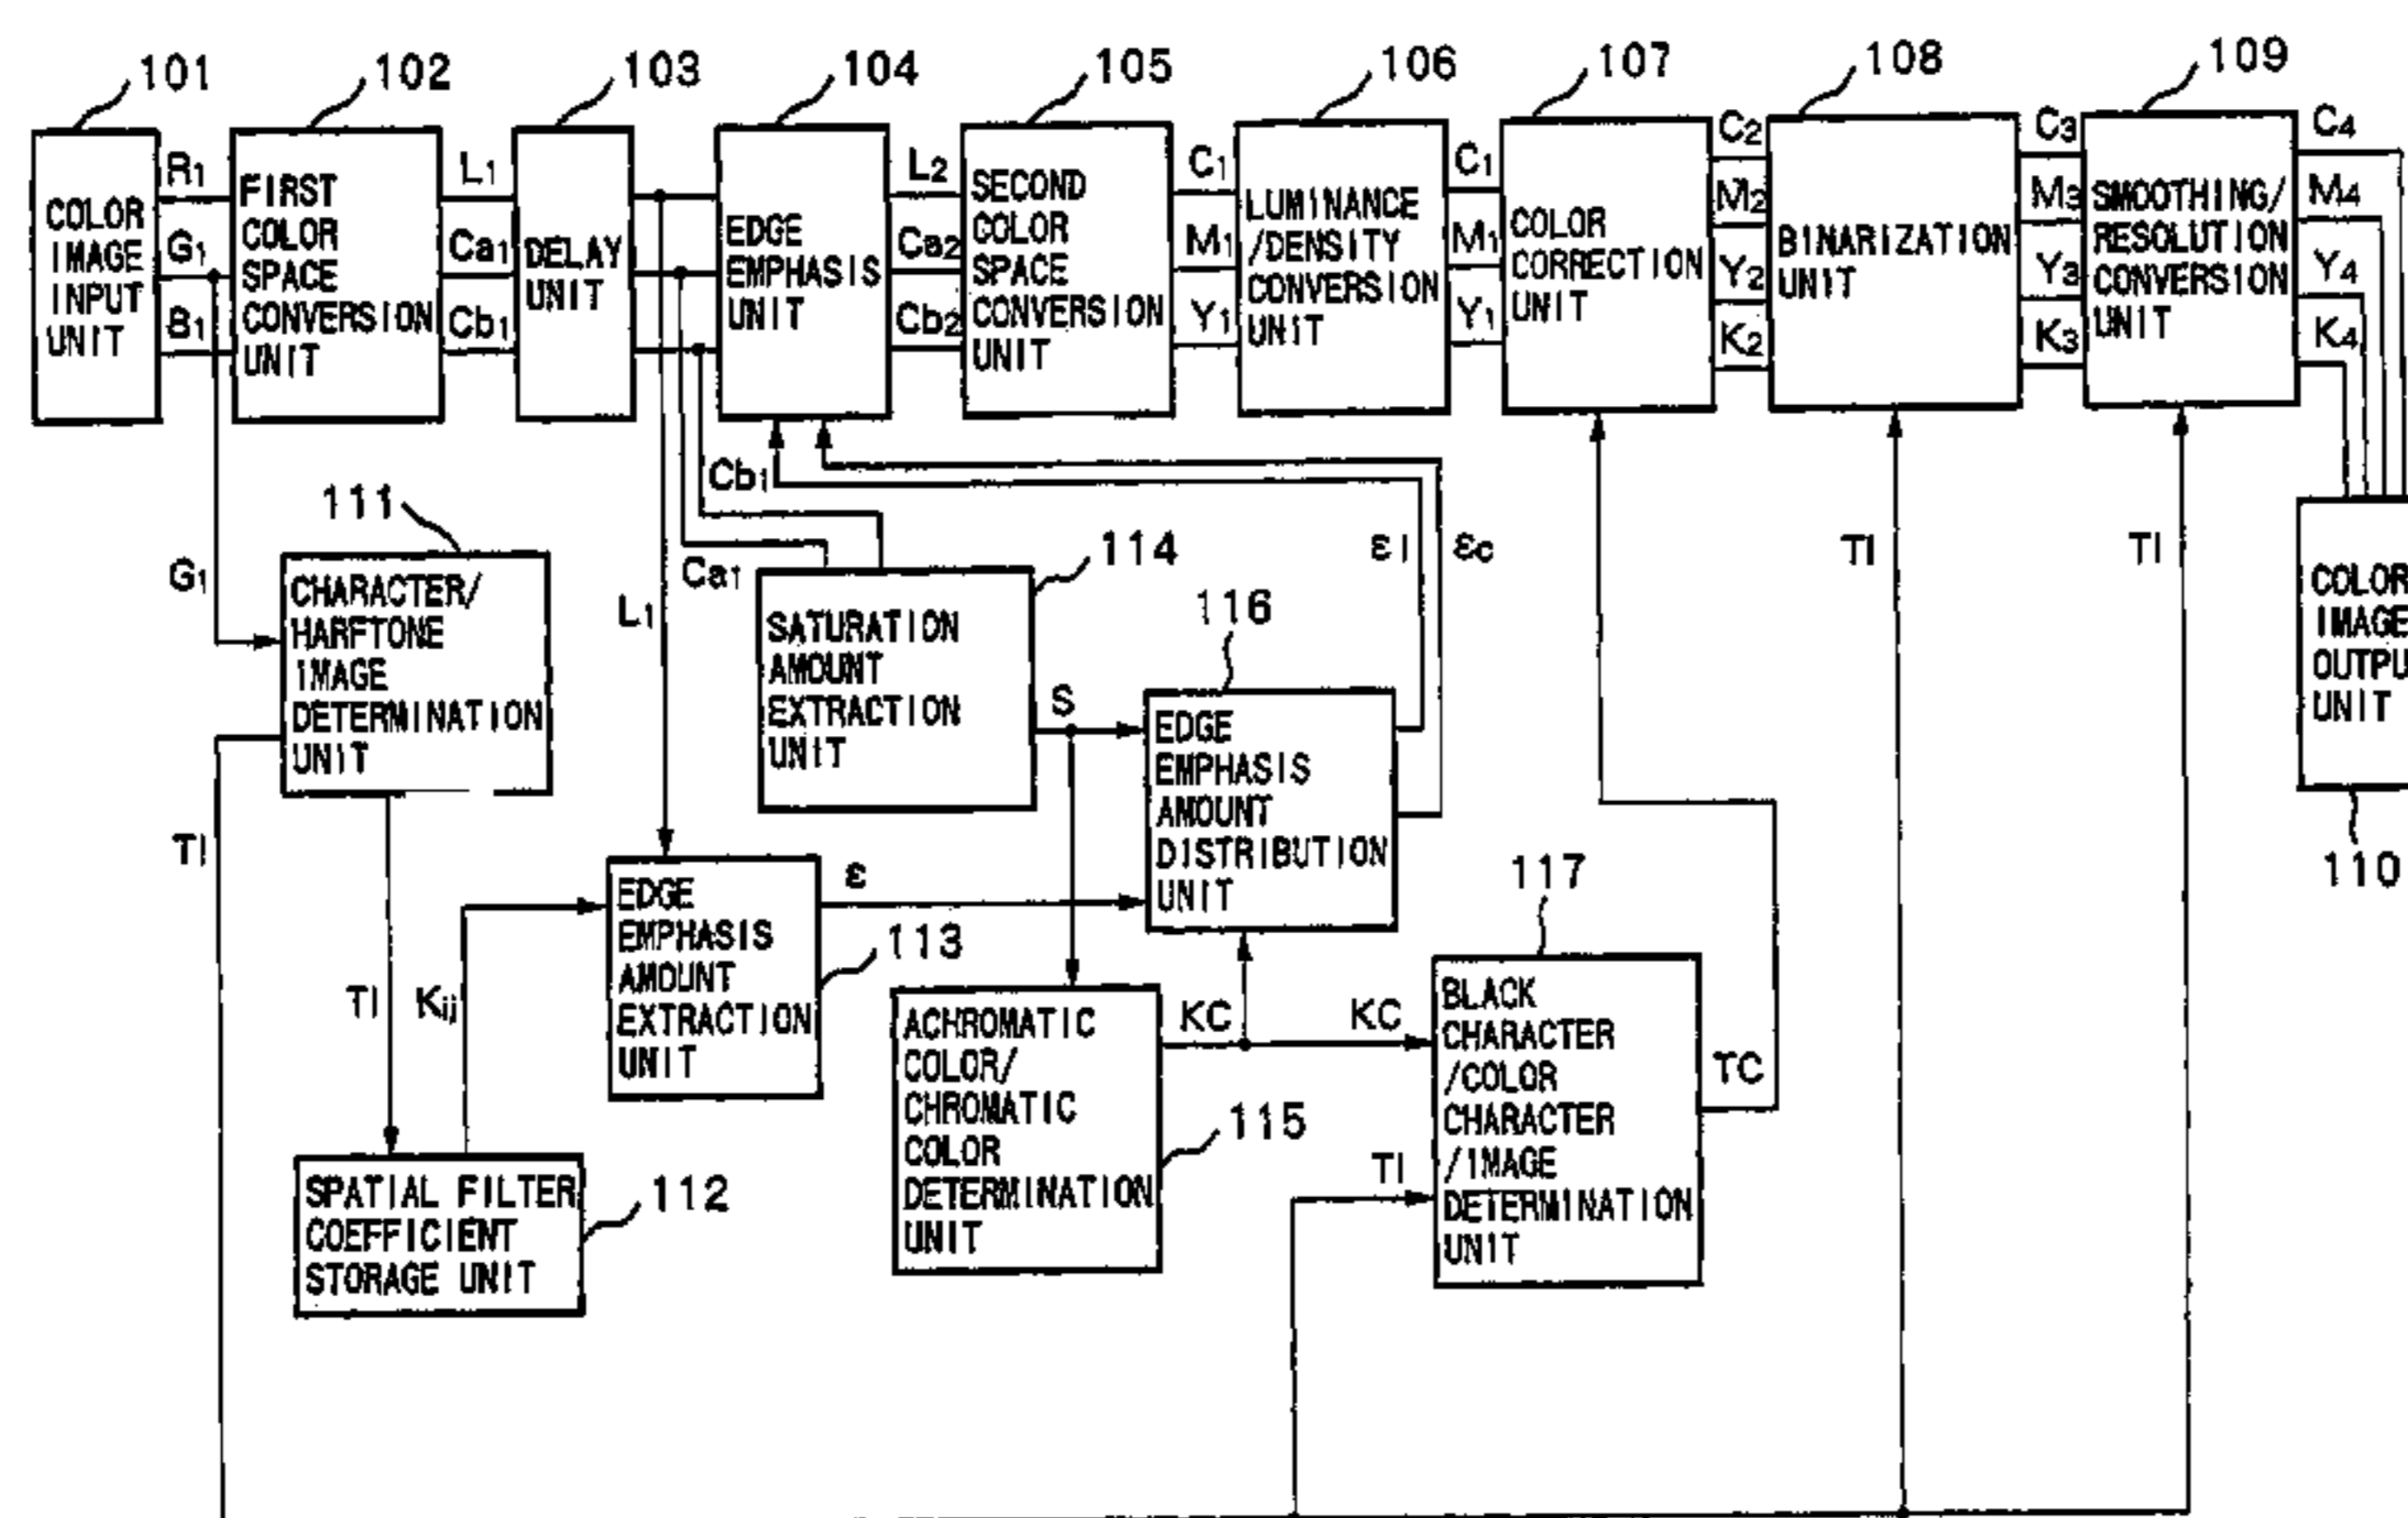 101
102
103
104
105
106
107
108
109
COLOR
IMAGE
INPUT
UNIT
R1
G1
B1
FIRST
COLOR
SPACE
CONVERSION
UNIT
L1
Ca1
Cb1
DELAY
UNIT
EDGE
EMPHASIS
UNIT
L2
Ca2
Cb2
SECOND
COLOR
SPACE
CONVERSION
UNIT
C1
M1
Y1
LUMINANCE
/DENSITY
CONVERSION
UNIT
C1
M1
Y1
COLOR
CORRECTION
UNIT
C2
M2
Y2
K2
BINARIZATION
UNIT
C3
M3
Y3
K3
SMOOTHING/
RESOLUTION
CONVERSION
UNIT
C4
M4
Y4
K4
COLOR
IMAGE
OUTPU
UNIT
110
G1
111
CHARACTER/
HARFTONE
IMAGE
DETERMINATION
UNIT
TI
TI
Kij
SPATIAL FILTER
COEFFICIENT
STORAGE UNIT
112
L1
Ca1
Cb1
EDGE
EMPHASIS
AMOUNT
EXTRACTION
UNIT
113
ε
114
SATURATION
AMOUNT
EXTRACTION
UNIT
S
116
EDGE
EMPHASIS
AMOUNT
DISTRIBUTION
UNIT
εl
εc
ACHROMATIC
COLOR/
CHROMATIC
COLOR
DETERMINATION
UNIT
115
KC
KC
117
BLACK
CHARACTER
/COLOR
CHARACTER
/IMAGE
DETERMINATION
UNIT
TI
TC
TI
TI